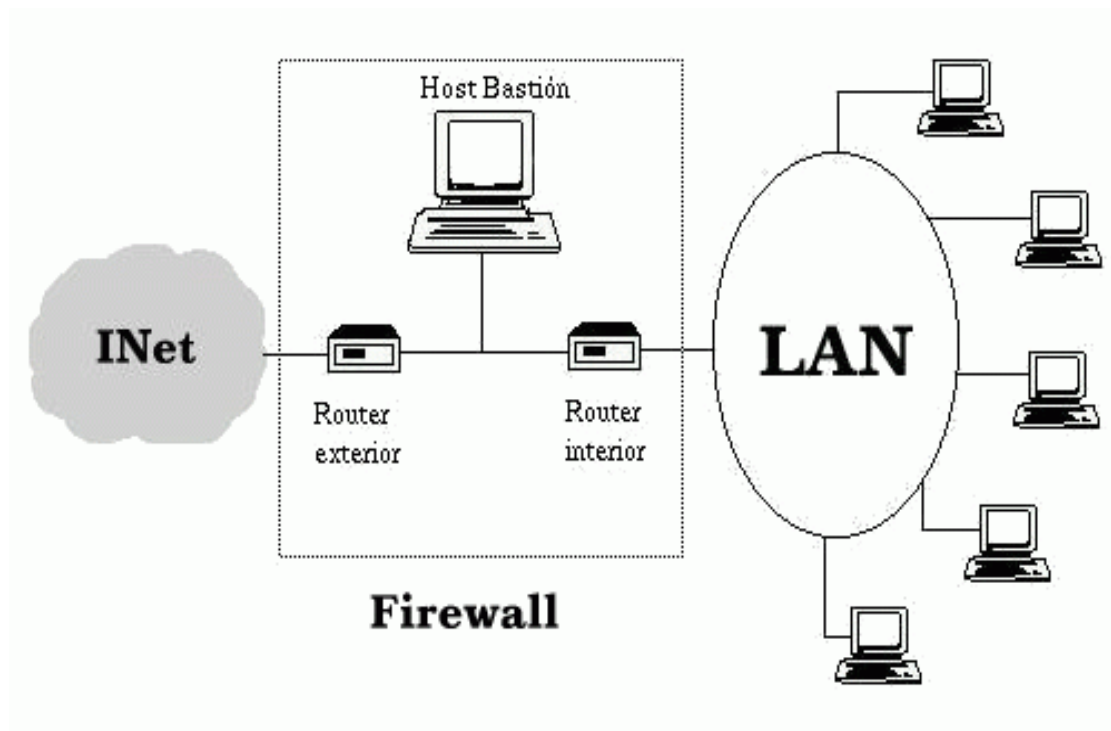 Host Bastión
INet
LAN
Router
exterior
Router
interior
Firewall